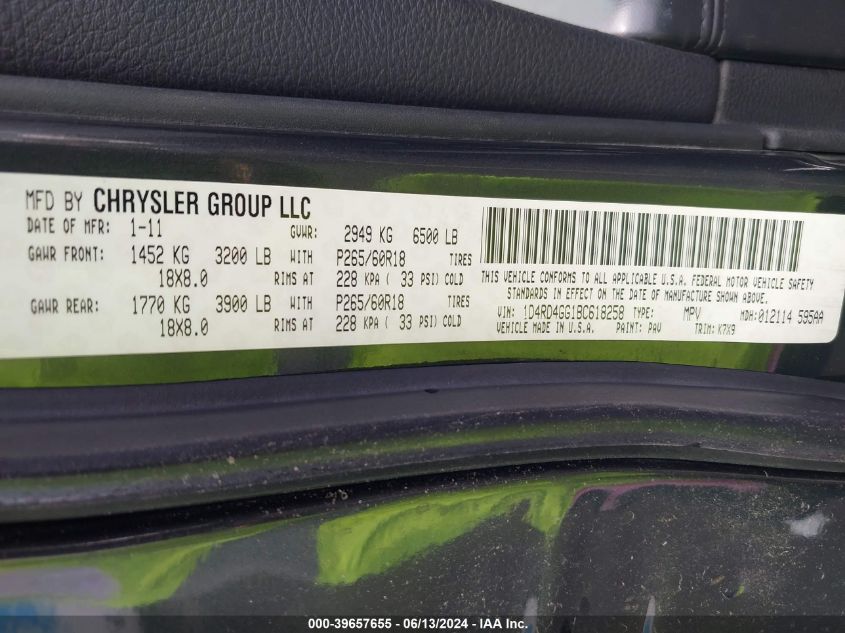 MFD BY CHRYSLER GROUP LLC
DATE OF MFR: 1-11 GVWR: 2949 KG 6500 LB
GAWR FRONT: 1452 KG 3200 LB WITH P265/60R18 TIRES
18X8.0 RIMS AT 228 KPA ( 33 PSI) COLD
GAWR REAR: 1770 KG 3900 LB WITH P265/60R18 TIRES
18X8.0 RIMS AT 228 KPA ( 33 PSI) COLD
THIS VEHICLE CONFORMS TO ALL APPLICABLE U.S.A. FEDERAL MOTOR VEHICLE SAFETY
STANDARDS IN EFFECT ON THE DATE OF MANUFACTURE SHOWN ABOVE.
VIN: 1D4RD4GG1BC618258 TYPE: MPV MDH: 012114 595AA
VEHICLE MADE IN U.S.A. PAINT: PAV TRIM: K7X9
000-39657655 - 06/13/2024 - IAA Inc.